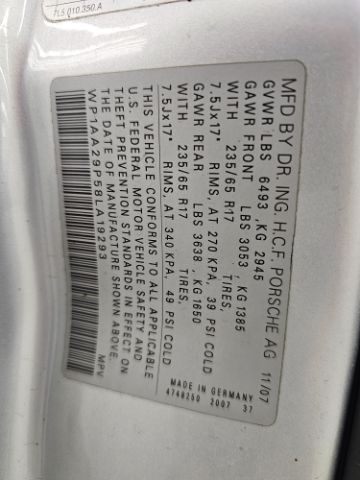 7L5 010 350 A
MFD BY DR. ING. H.C.F. PORSCHE AG 11/07
GVWR LBS 6493 ,KG 2945
GAWR FRONT LBS 3053 KG 1385
WITH 235/65 R17 TIRES,
7.5Jx17" RIMS, AT 270 KPA, 39 PSI COLD
GAWR REAR LBS 3638 KG 1650
WITH 235/65 R17 TIRES,
7.5Jx17" RIMS, AT 340 KPA, 49 PSI COLD
THIS VEHICLE CONFORMS TO ALL APPLICABLE
U.S. FEDERAL MOTOR VEHICLE SAFETY AND
THEFT PREVENTION STANDARDS IN EFFECT ON
THE DATE OF MANUFACTURE SHOWN ABOVE.
WP1AA29P58LA19293 MPV
MADE IN GERMANY
4748250 2007 37